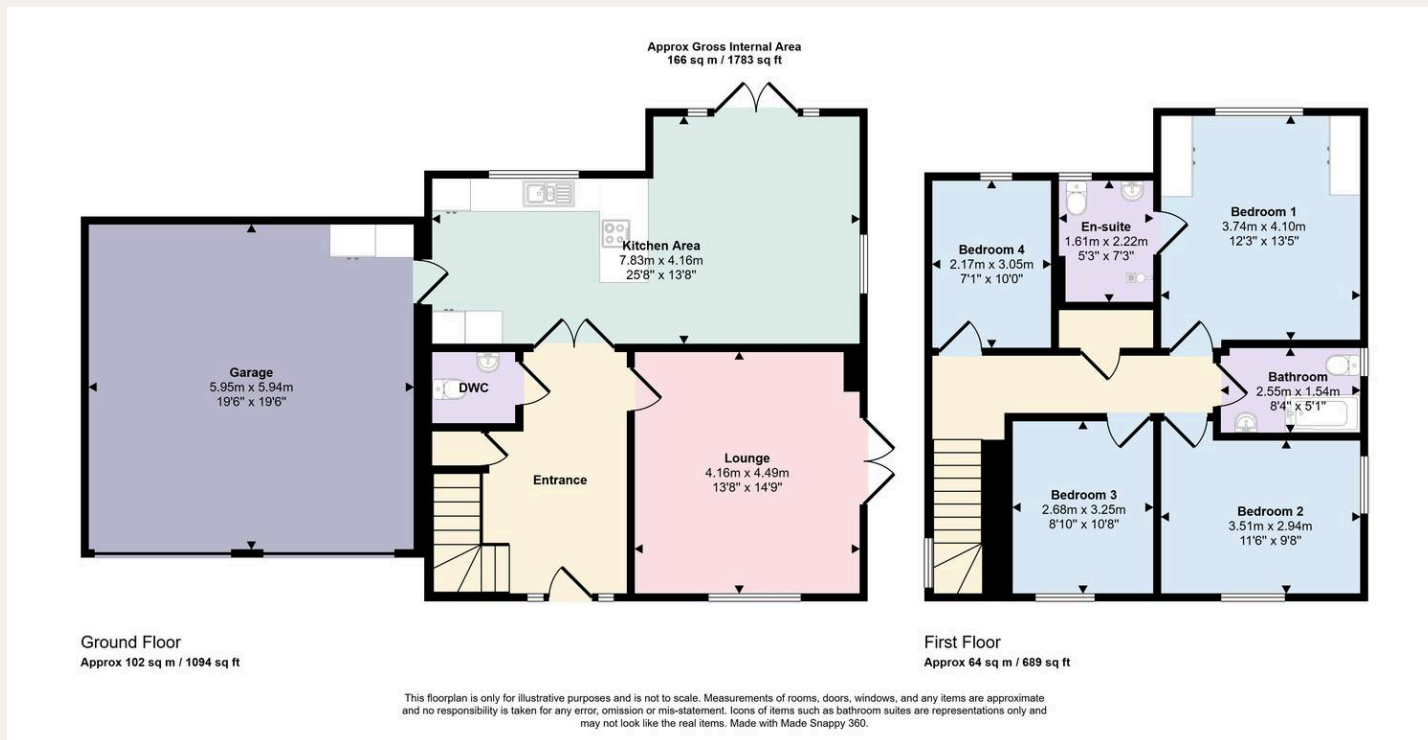 Approx Gross Internal Area
166 sq m / 1783 sq ft
Kitchen Area
7.83m x 4.16m
25'8" x 13'8"
Garage
5.95m x 5.94m
19'6" x 19'6"
DWC
Entrance
Lounge
4.16m x 4.49m
13'8" x 14'9"
Bedroom 4
2.17m x 3.05m
7'1" x 10'0"
En-suite
1.61m x 2.22m
5'3" x 7'3"
Bedroom 1
3.74m x 4.10m
12'3" x 13'5"
Bathroom
2.55m x 1.54m
8'4" x 5'1"
Bedroom 3
2.68m x 3.25m
8'10" x 10'8"
Bedroom 2
3.51m x 2.94m
11'6" x 9'8"
Ground Floor
Approx 102 sq m / 1094 sq ft
First Floor
Approx 64 sq m / 689 sq ft
This floorplan is only for illustrative purposes and is not to scale. Measurements of rooms, doors, windows, and any items are approximate
and no responsibility is taken for any error, omission or mis-statement. Icons of items such as bathroom suites are representations only and
may not look like the real items. Made with Made Snappy 360.